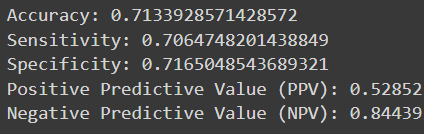 Accuracy: 0.7133928571428572
Sensitivity: 0.7064748201438849
Specificity: 0.7165048543689321
Positive Predictive Value (PPV): 0.52852
Negative Predictive Value (NPV): 0.84439